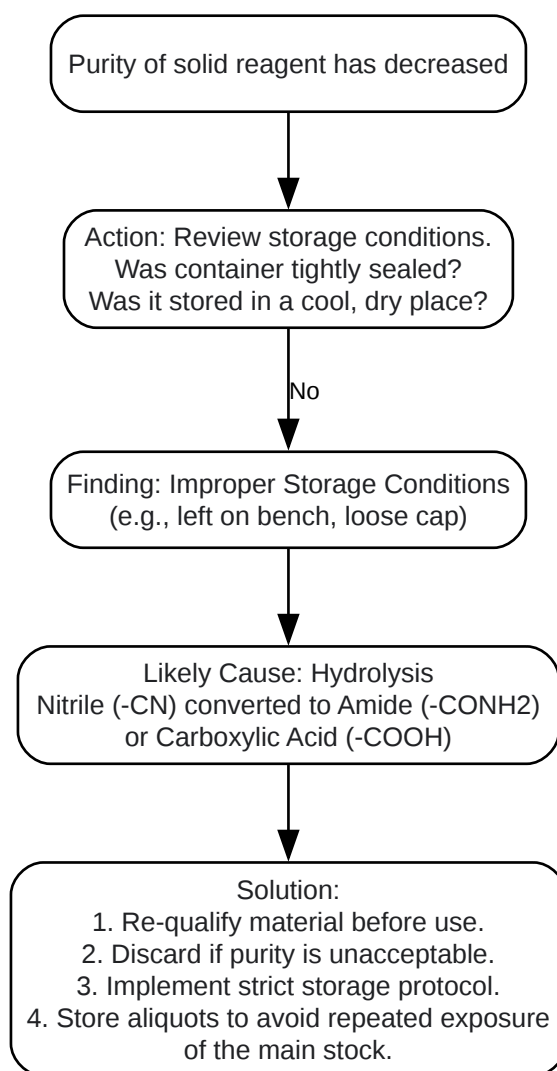 Purity of solid reagent has decreased
Action: Review storage conditions.
Was container tightly sealed?
Was it stored in a cool, dry place?
No
Finding: Improper Storage Conditions
(e.g., left on bench, loose cap)
Likely Cause: Hydrolysis
Nitrile (-CN) converted to Amide (-CONH2)
or Carboxylic Acid (-COOH)
Solution:
1. Re-qualify material before use.
2. Discard if purity is unacceptable.
3. Implement strict storage protocol.
4. Store aliquots to avoid repeated exposure
of the main stock.